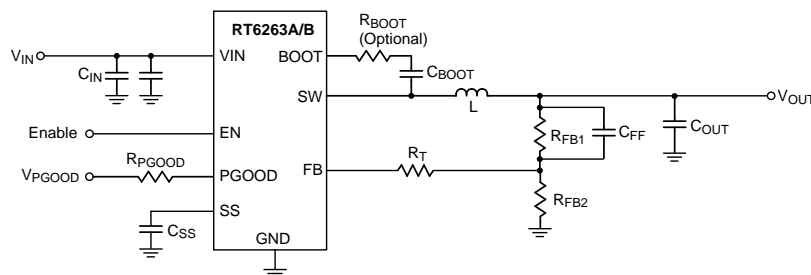 RT6263A/B
RBOOT
(Optional)
VIN
CIN
VIN
BOOT
CBOOT
SW
L
VOUT
Enable
EN
RFB1
CFF
COUT
RPGOOD
VPGOOD
PGOOD
FB
RT
RFB2
SS
CSS
GND